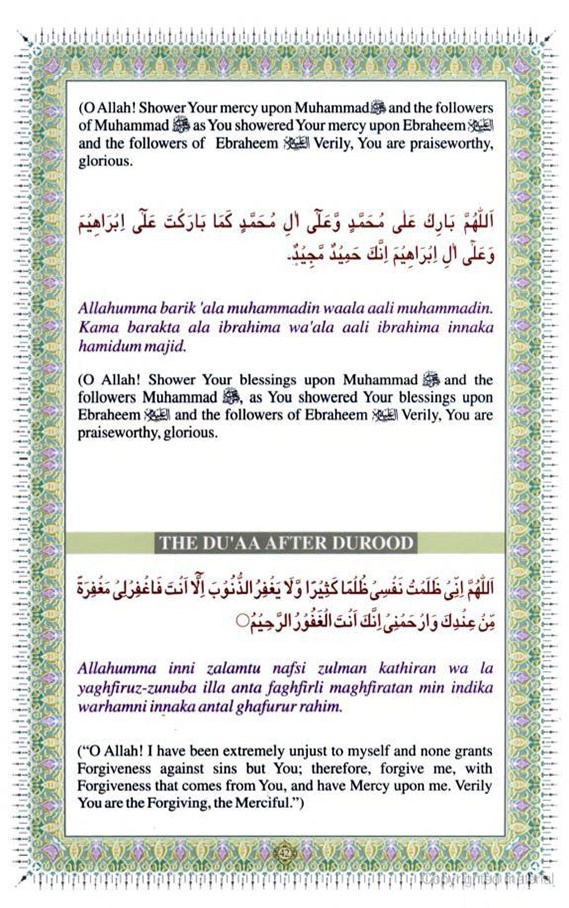 (O Allah! Shower Your mercy upon Muhammad ﷺ and the followers
of Muhammad ﷺ as You showered Your mercy upon Ebraheem
and the followers of Ebraheem Verily, You are praiseworthy,
glorious.
اَللّٰهُمَّ بَارِكْ عَلٰى مُحَمَّدٍ وَّعَلٰٓى اٰلِ مُحَمَّدٍ كَمَا بَارَكْتَ عَلٰٓى اِبْرَاهِيْمَ
وَعَلٰٓى اٰلِ اِبْرَاهِيْمَ اِنَّكَ حَمِيْدٌ مَّجِيْدٌ۔
Allahumma barik 'ala muhammadin waala aali muhammadin.
Kama barakta ala ibrahima wa'ala aali ibrahima innaka
hamidum majid.
(O Allah! Shower Your blessings upon Muhammad ﷺ and the
followers Muhammad ﷺ, as You showered Your blessings upon
Ebraheem and the followers of Ebraheem Verily, You are
praiseworthy, glorious.
THE DU'AA AFTER DUROOD
اَللّٰهُمَّ اِنِّىْ ظَلَمْتُ نَفْسِىْ ظُلْمًا كَثِيْرًا وَّلَا يَغْفِرُ الذُّنُوْبَ اِلَّآ اَنْتَ فَاغْفِرْلِىْ مَغْفِرَةً
مِّنْ عِنْدِكَ وَارْحَمْنِىْ اِنَّكَ اَنْتَ الْغَفُوْرُ الرَّحِيْمُ○
Allahumma inni zalamtu nafsi zulman kathiran wa la
yaghfiruz-zunuba illa anta faghfirli maghfiratan min indika
warhamni innaka antal ghafurur rahim.
(“O Allah! I have been extremely unjust to myself and none grants
Forgiveness against sins but You; therefore, forgive me, with
Forgiveness that comes from You, and have Mercy upon me. Verily
You are the Forgiving, the Merciful.”)
42
Copyrighted material